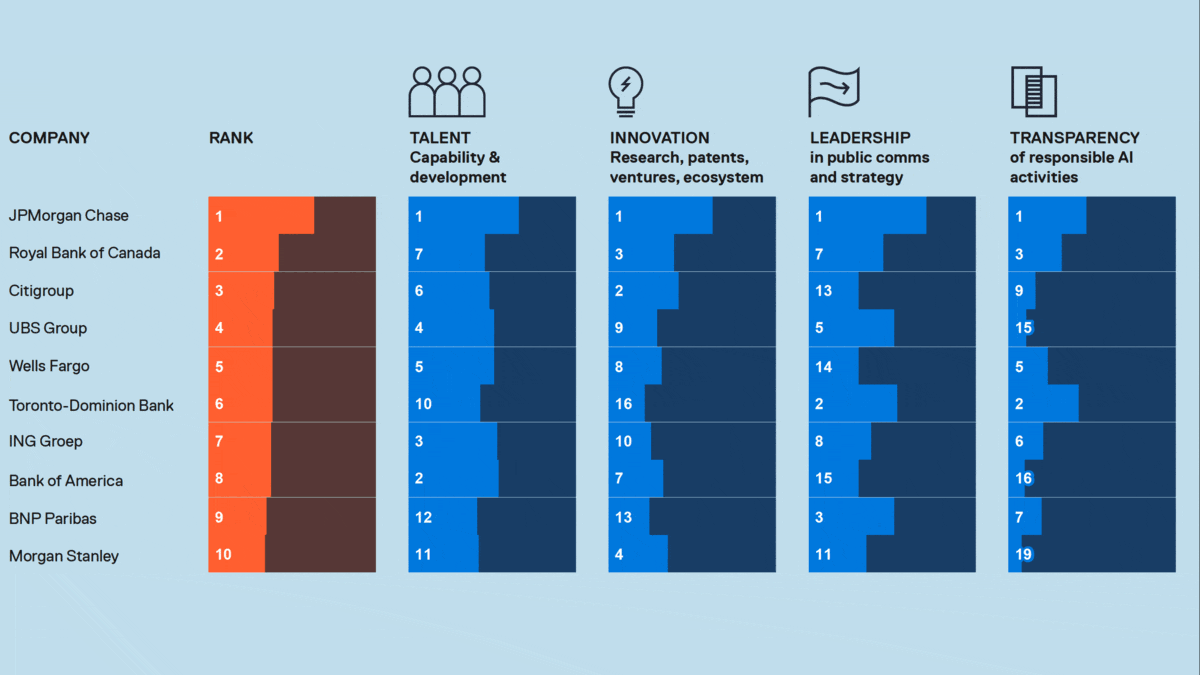 COMPANY
RANK
TALENT
Capability &
development
INNOVATION
Research, patents,
ventures, ecosystem
LEADERSHIP
in public comms
and strategy
TRANSPARENCY
of responsible AI
activities
JPMorgan Chase 1 1 1 1 1
Royal Bank of Canada 2 7 3 7 3
Citigroup 3 6 2 13 9
UBS Group 4 4 9 5 15
Wells Fargo 5 5 8 14 5
Toronto-Dominion Bank 6 10 16 2 2
ING Groep 7 3 10 8 6
Bank of America 8 2 7 15 16
BNP Paribas 9 12 13 3 7
Morgan Stanley 10 11 4 11 19